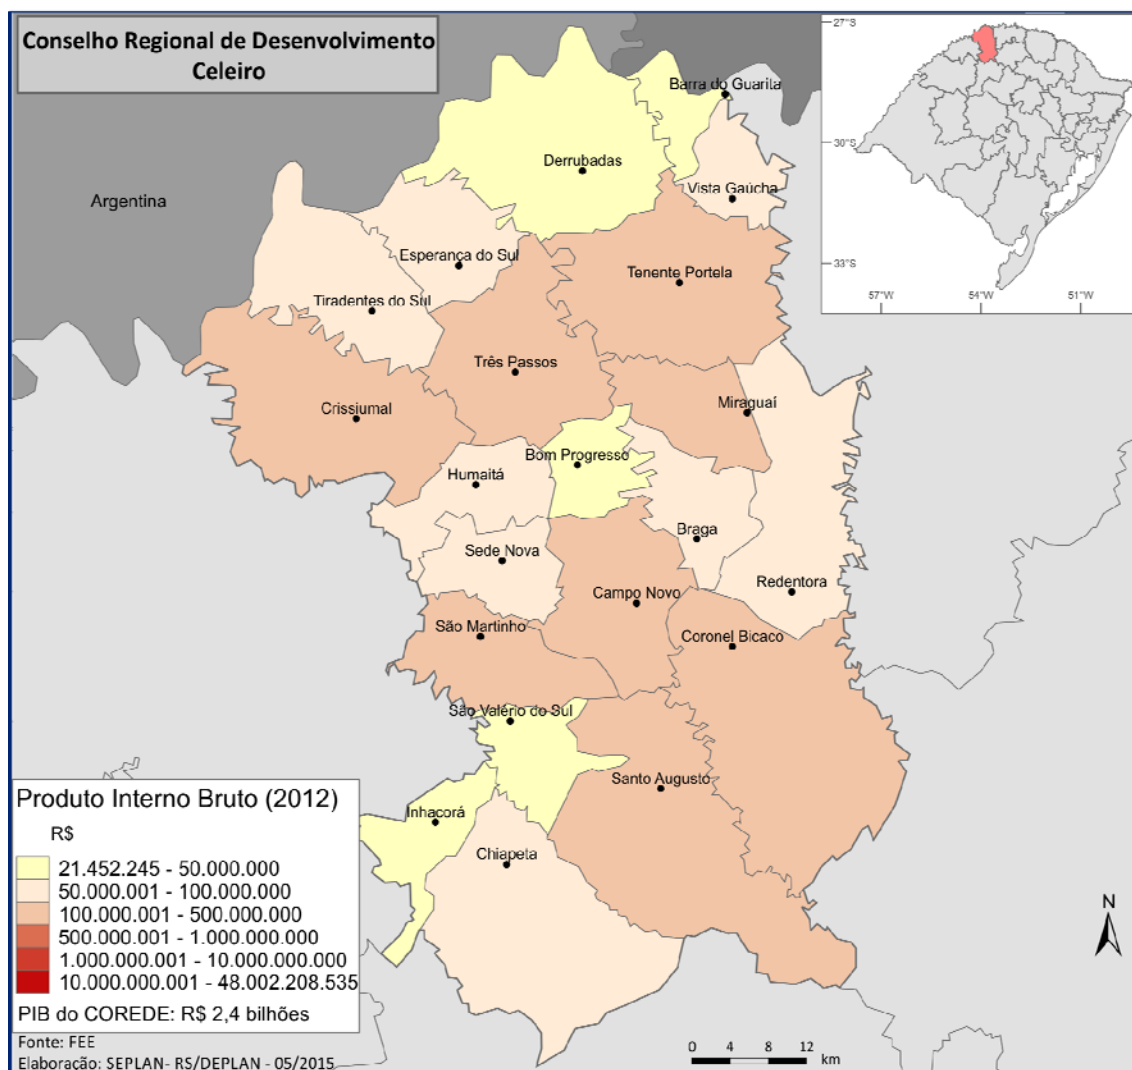 Conselho Regional de Desenvolvimento
Celeiro
27°S
30°S
33°S
57°W
54°W
51°W
Argentina
Barra do Guarita
Derrubadas
Vista Gaúcha
Esperança do Sul
Tenente Portela
Tiradentes do Sul
Três Passos
Crissiumal
Miraguaí
Bom Progresso
Humaitá
Braga
Sede Nova
Redentora
Campo Novo
São Martinho
Coronel Bicaco
São Valério do Sul
Santo Augusto
Inhacorá
Chiapeta
Produto Interno Bruto (2012)
R$
21.452.245 - 50.000.000
50.000.001 - 100.000.000
100.000.001 - 500.000.000
500.000.001 - 1.000.000.000
1.000.000.001 - 10.000.000.000
10.000.000.001 - 48.002.208.535
PIB do COREDE: R$ 2,4 bilhões
Fonte: FEE
Elaboração: SEPLAN- RS/DEPLAN - 05/2015
N
0 4 8 12
km